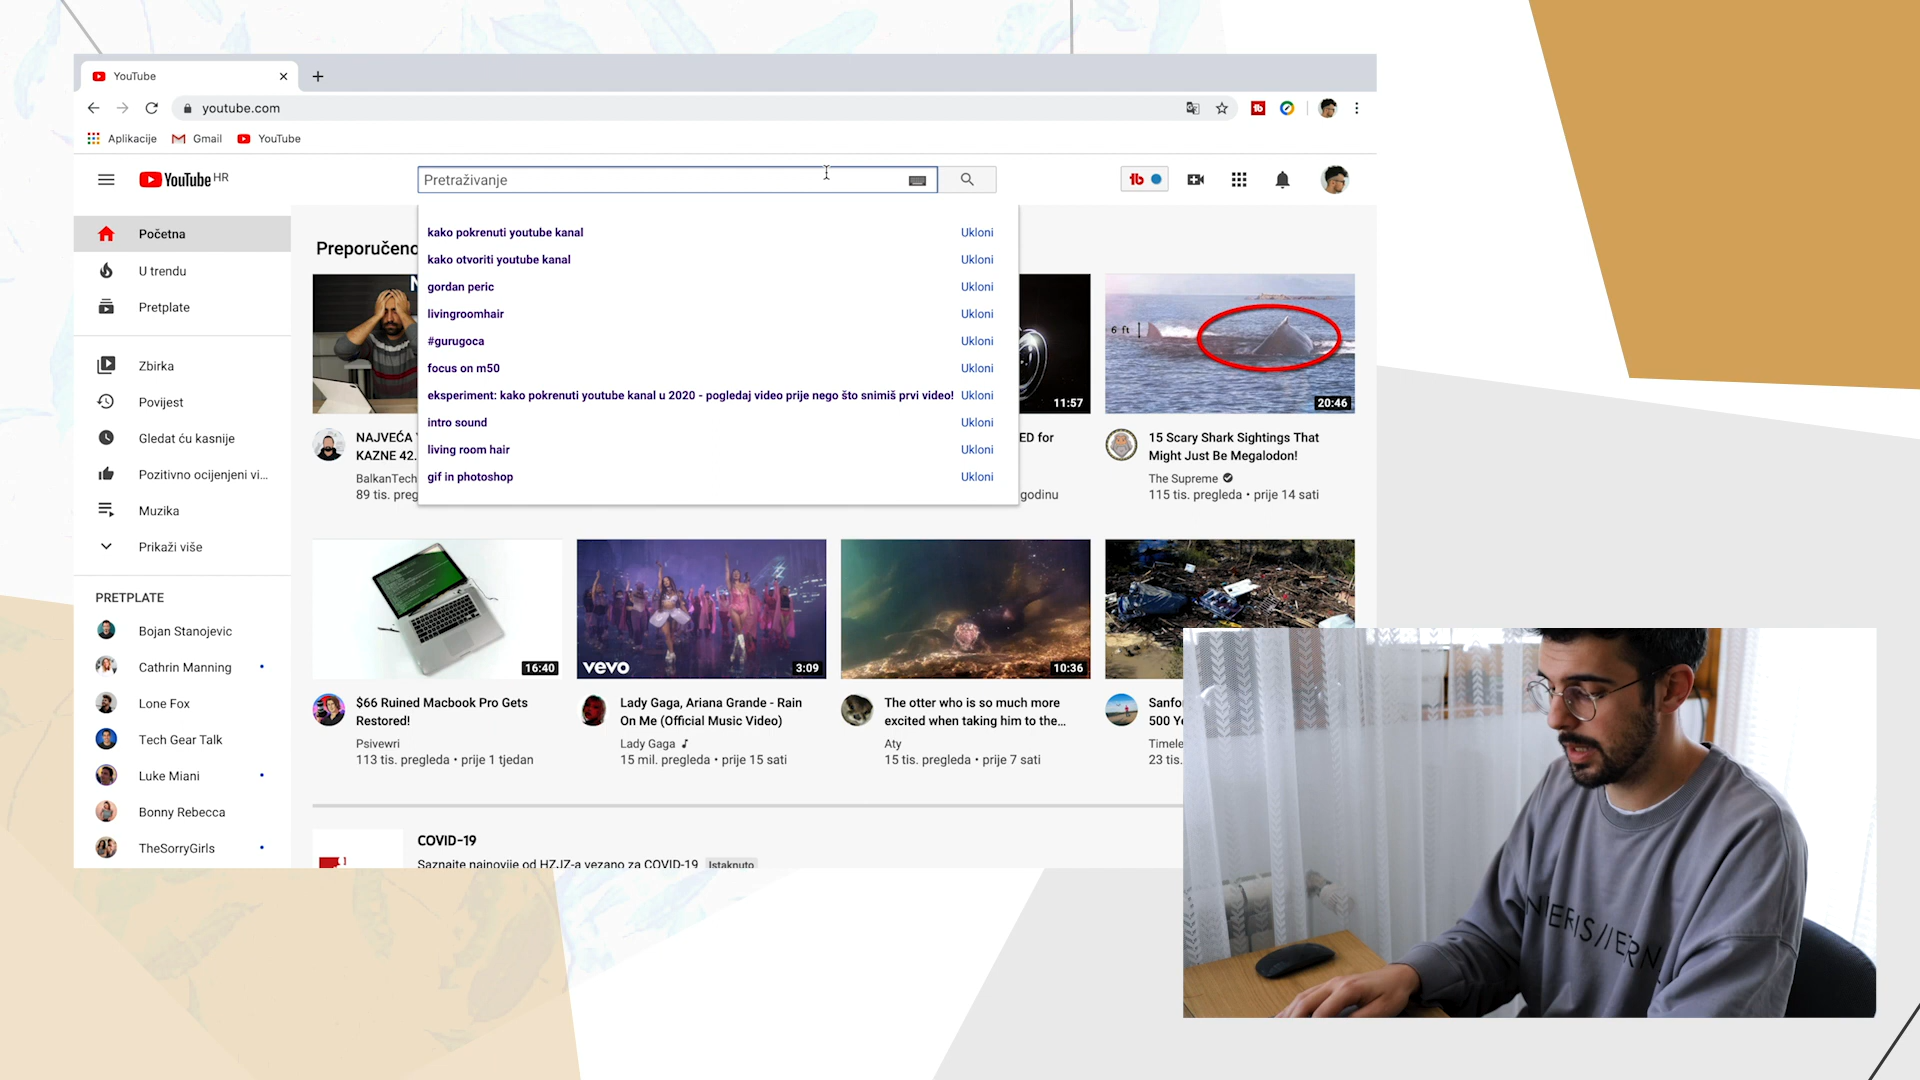 YouTube
youtube.com
Aplikacije Gmail YouTube
YouTube HR
Pretraživanje
Početna
U trendu
Pretplate
Zbirka
Povijest
Gledat ću kasnije
Pozitivno ocijenjeni vi...
Muzika
Prikaži više
PRETPLATE
Bojan Stanojevic
Cathrin Manning
Lone Fox
Tech Gear Talk
Luke Miani
Bonny Rebecca
TheSorryGirls
kako pokrenuti youtube kanal Ukloni
kako otvoriti youtube kanal Ukloni
gordan peric Ukloni
livingroomhair Ukloni
#gurugoca Ukloni
focus on m50 Ukloni
eksperiment: kako pokrenuti youtube kanal u 2020 - pogledaj video prije nego što snimiš prvi video! Ukloni
intro sound Ukloni
living room hair Ukloni
gif in photoshop Ukloni
Preporučeno
NAJVEĆA
KAZNE 42.
BalkanTech
89 tis. preg
11:57
ED for
godinu
6 ft
20:46
15 Scary Shark Sightings That
Might Just Be Megalodon!
The Supreme
115 tis. pregleda • prije 14 sati
16:40
$66 Ruined Macbook Pro Gets
Restored!
Psivewri
113 tis. pregleda • prije 1 tjedan
vevo
3:09
Lady Gaga, Ariana Grande - Rain
On Me (Official Music Video)
Lady Gaga
15 mil. pregleda • prije 15 sati
10:36
The otter who is so much more
excited when taking him to the...
Aty
15 tis. pregleda • prije 7 sati
Sanfo
500 Ye
Timele
23 tis.
COVID-19
Saznajte najnovije od HZJZ-a vezano za COVID-19 Istaknuto